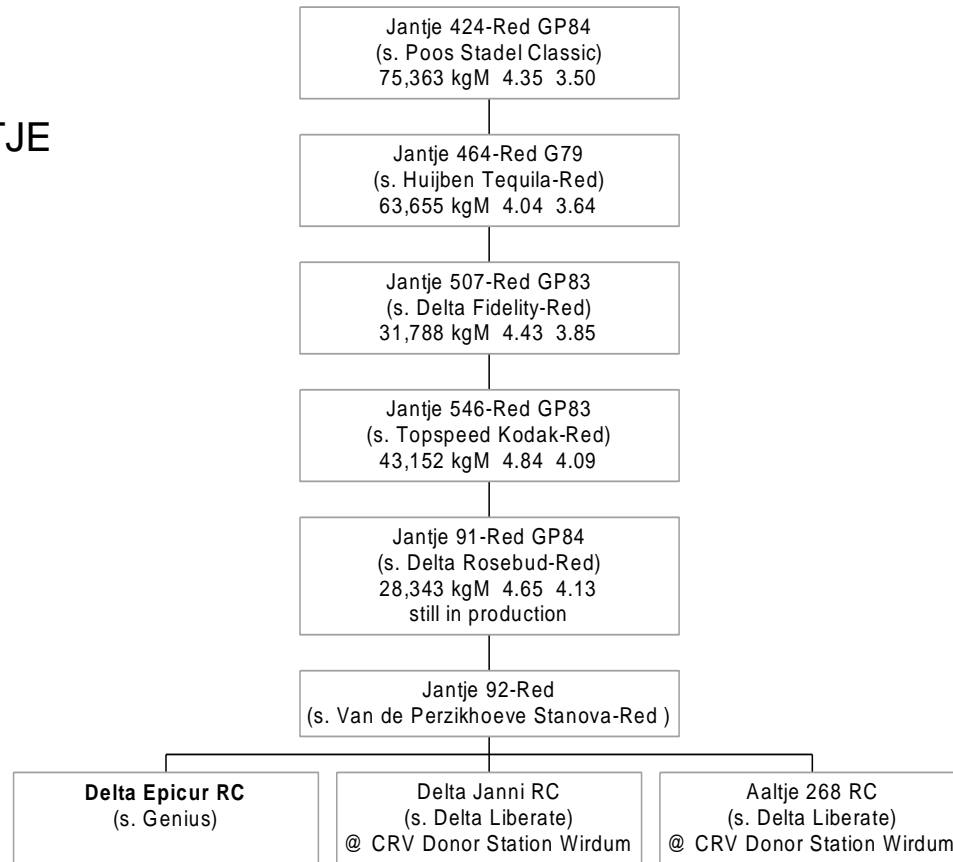 Jantje 424-Red GP84
(s. Poos Stadel Classic)
75,363 kgM 4.35 3.50
TJE
Jantje 464-Red G79
(s. Huijben Tequila-Red)
63,655 kgM 4.04 3.64
Jantje 507-Red GP83
(s. Delta Fidelity-Red)
31,788 kgM 4.43 3.85
Jantje 546-Red GP83
(s. Topspeed Kodak-Red)
43,152 kgM 4.84 4.09
Jantje 91-Red GP84
(s. Delta Rosebud-Red)
28,343 kgM 4.65 4.13
still in production
Jantje 92-Red
(s. Van de Perzikhoeve Stanova-Red )
Delta Epicur RC
(s. Genius)
Delta Janni RC
(s. Delta Liberate)
@ CRV Donor Station Wirdum
Aaltje 268 RC
(s. Delta Liberate)
@ CRV Donor Station Wirdum